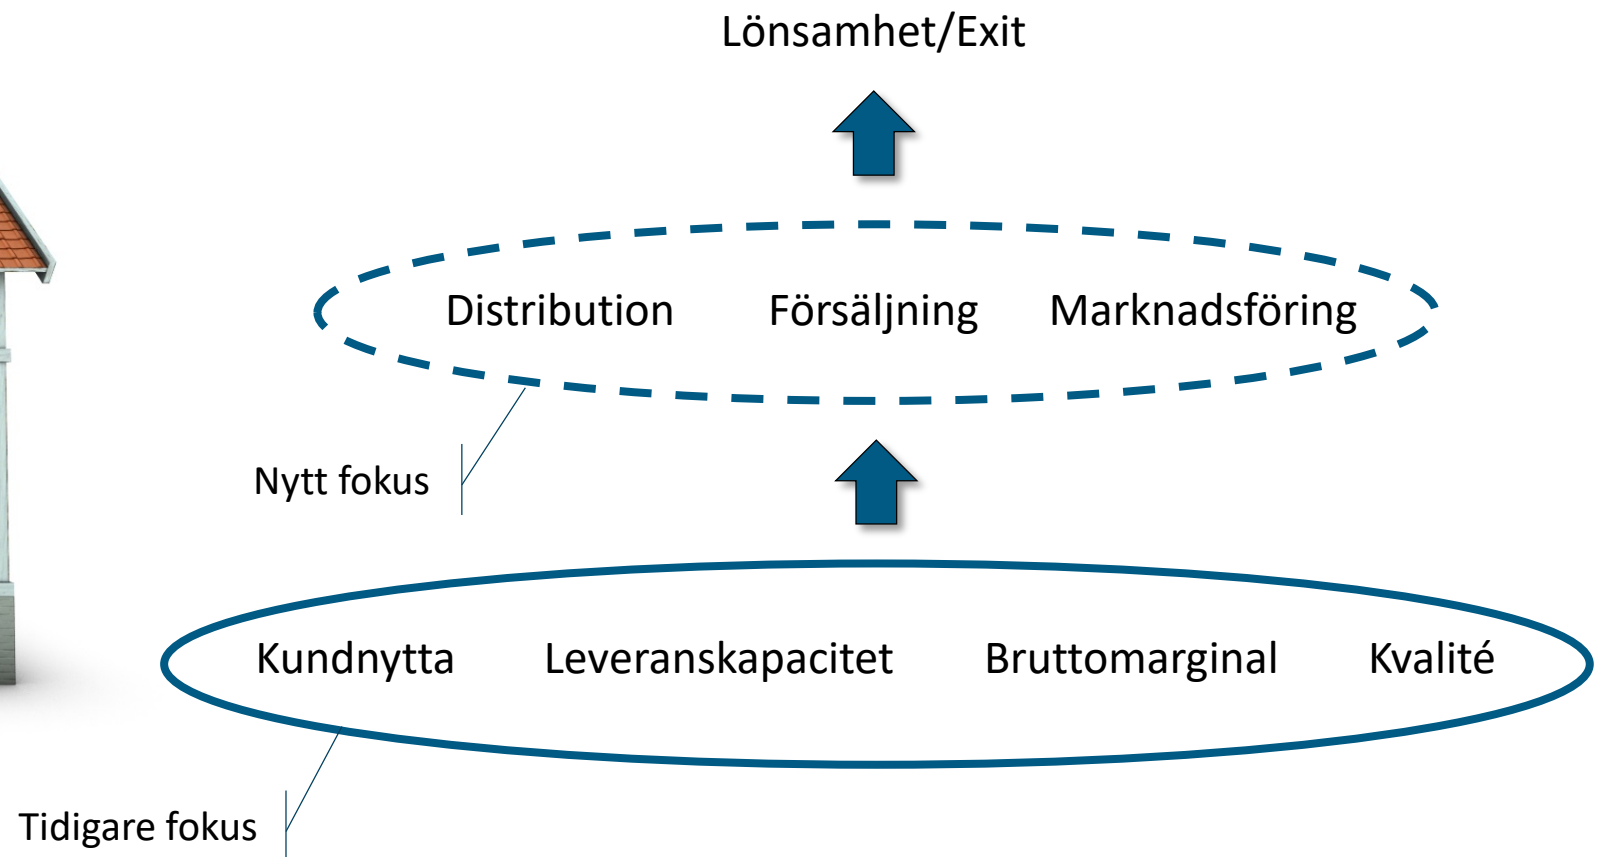 Lönsamhet/Exit
Distribution Försäljning Marknadsföring
Nytt fokus
Kundnytta Leveranskapacitet Bruttomarginal Kvalité
Tidigare fokus